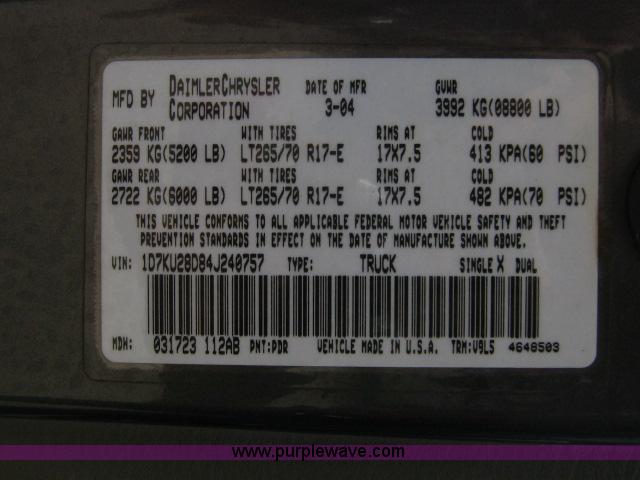 MFD BY DAIMLERCHRYSLER CORPORATION DATE OF MFR 3-04 GVWR 3992 KG(08800 LB)
GAWR FRONT WITH TIRES RIMS AT COLD
2359 KG(5200 LB) LT265/70 R17-E 17X7.5 413 KPA(60 PSI)
GAWR REAR WITH TIRES RIMS AT COLD
2722 KG(6000 LB) LT265/70 R17-E 17X7.5 482 KPA(70 PSI)
THIS VEHICLE CONFORMS TO ALL APPLICABLE FEDERAL MOTOR VEHICLE SAFETY AND THEFT
PREVENTION STANDARDS IN EFFECT ON THE DATE OF MANUFACTURE SHOWN ABOVE.
VIN: 1D7KU28D84J240757 TYPE: TRUCK SINGLE X DUAL
MDH: 031723 112AB PNT:PDR VEHICLE MADE IN U.S.A. TRM:V9L5 4648503
www.purplewave.com